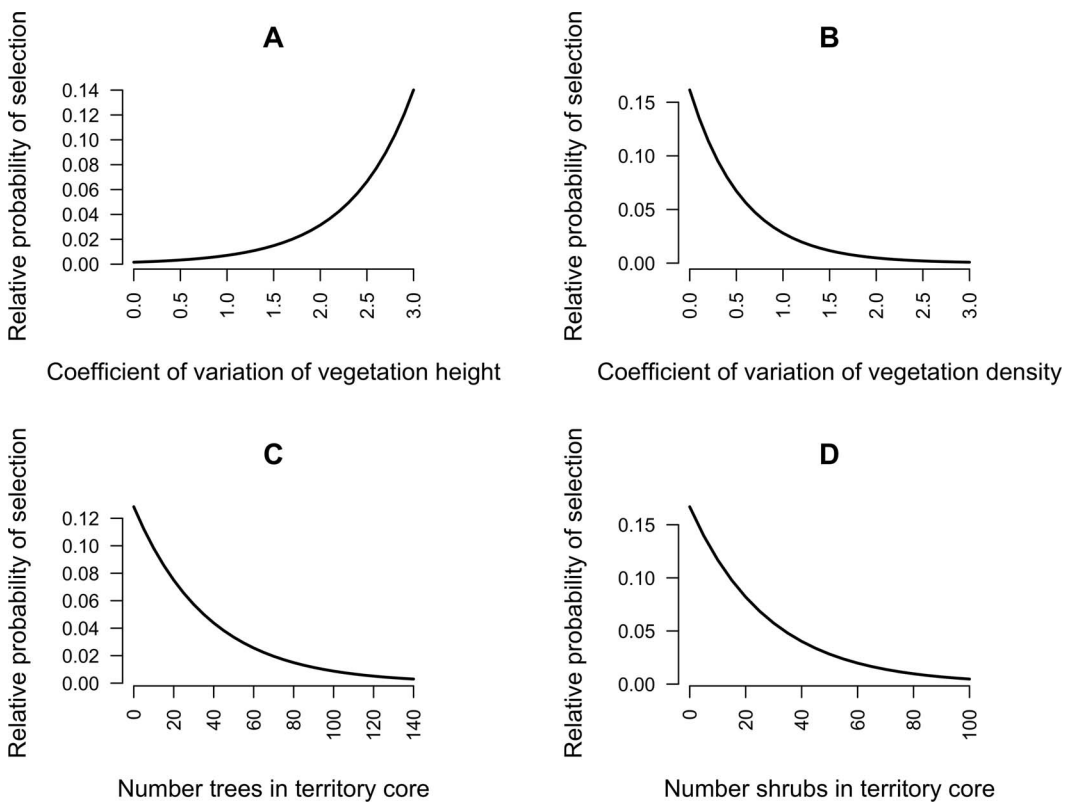 A
Relative probability of selection
0.14
0.12
0.10
0.08
0.06
0.04
0.02
0.00
0.0 0.5 1.0 1.5 2.0 2.5 3.0
Coefficient of variation of vegetation height
B
Relative probability of selection
0.15
0.10
0.05
0.00
0.0 0.5 1.0 1.5 2.0 2.5 3.0
Coefficient of variation of vegetation density
C
Relative probability of selection
0.12
0.10
0.08
0.06
0.04
0.02
0.00
0 20 40 60 80 100 120 140
Number trees in territory core
D
Relative probability of selection
0.15
0.10
0.05
0.00
0 20 40 60 80 100
Number shrubs in territory core